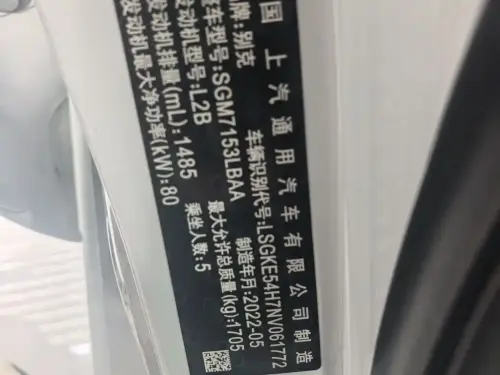 国 上汽通用汽车有限公司制造
品牌:别克
车辆识别代号:LSGKE54H7NV061772
整车型号:SGM7153LBAA
制造年月:2022-05
发动机型号:L2B
最大允许总质量(kg):1705
发动机排量(mL):1485
乘坐人数:5
发动机最大净功率(kW):80